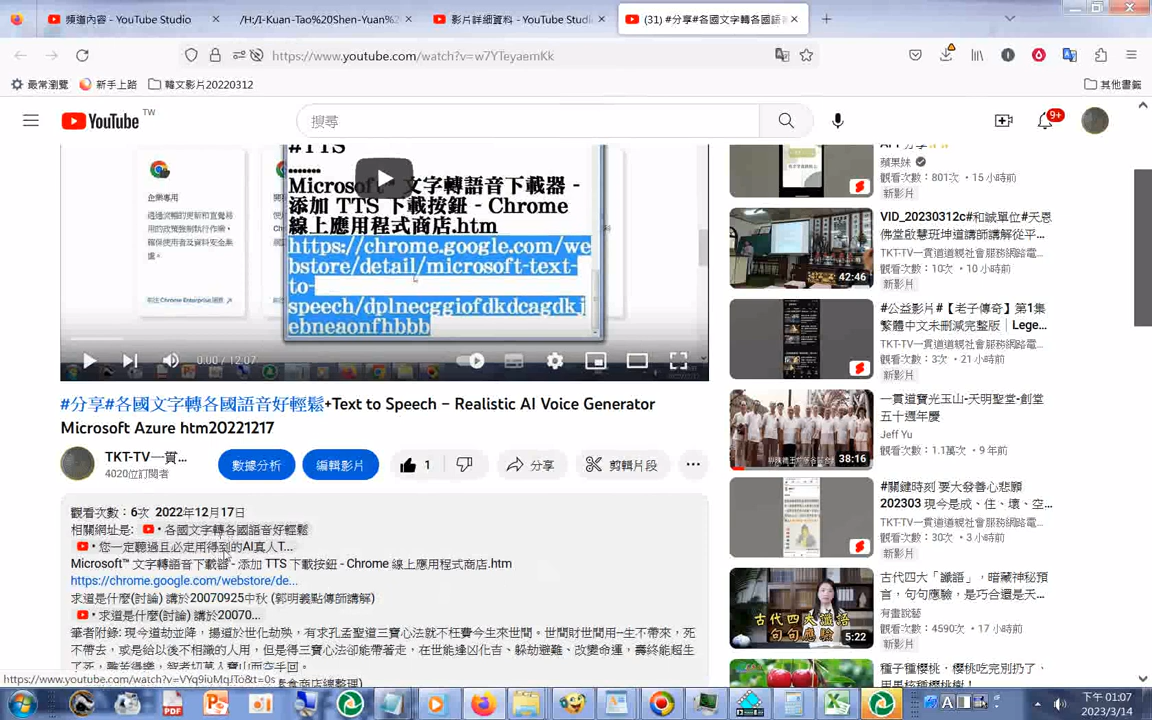 頻道內容 - YouTube Studio
/H:/I-Kuan-Tao%20Shen-Yuan%
影片詳細資料 - YouTube Studi
(31) #分享#各國文字轉各國語
https://www.youtube.com/watch?v=w7YTeyaemKk
最常瀏覽
新手上路
韓文影片20220312
其他書籤
YouTube TW
搜尋
9+
企業專用
#TTS
.......
Microsoft™ 文字轉語音下載器 -
添加 TTS 下載按鈕 - Chrome
線上應用程式商店.htm
https://chrome.google.com/we
bstore/detail/microsoft-text-
to-
speech/dplnecggiofdkdcagdkj
ebneaonfhbbb
0:00 / 12:07
#分享#各國文字轉各國語音好輕鬆+Text to Speech – Realistic AI Voice Generator
Microsoft Azure htm20221217
TKT-TV一貫...
4020位訂閱者
數據分析
編輯影片
1
分享
剪輯片段
觀看次數：6次 2022年12月17日
相關網址是: • 各國文字轉各國語音好輕鬆
• 您一定聽過且必定用得到的AI真人T...
Microsoft™ 文字轉語音下載器 - 添加 TTS 下載按鈕 - Chrome 線上應用程式商店.htm
https://chrome.google.com/webstore/de...
求道是什麼(討論) 講於20070925中秋 (郭明義點傳師講解)
• 求道是什麼(討論) 講於20070...
筆者附錄: 現今道劫並降，揚道於世化劫殃，有求孔孟聖道三寶心法就不枉費今生來世間。世間財世間用一生不帶來，死
不帶去，或是給以後不相識的人用，但是得三寶心法卻能帶著走，在世能逢凶化吉、躲劫避難、改變命運，壽終能超生
https://www.youtube.com/watch?v=VYq9iuMqJTo&t=0s
蘋果妹
觀看次數：801次 • 15 小時前
新影片
VID_20230312c#和誠單位#天恩
佛堂啟慧班坤道講師講解從平...
TKT-TV一貫道道親社會服務網路電...
觀看次數：10次 • 10 小時前
新影片
42:46
#公益影片#【老子傳奇】第1集
繁體中文未刪減完整版｜Lege...
TKT-TV一貫道道親社會服務網路電...
觀看次數：3次 • 21 小時前
新影片
一貫道寶光玉山-天明聖堂-創堂
五十週年慶
Jeff Yu
觀看次數：1.1萬次 • 9 年前
38:16
#關鍵時刻 要大發善心悲願
202303 現今是成、住、壞、空...
TKT-TV一貫道道親社會服務網路電...
觀看次數：30次 • 3 小時前
新影片
古代四大「讖語」，暗藏神秘預
言，句句應驗，是巧合還是天...
有畫說藝
觀看次數：4590次 • 17 小時前
新影片
古代四大讖語
句句應驗
5:22
種子種櫻桃，櫻桃吃完別扔了，
下午 01:07
2023/3/14